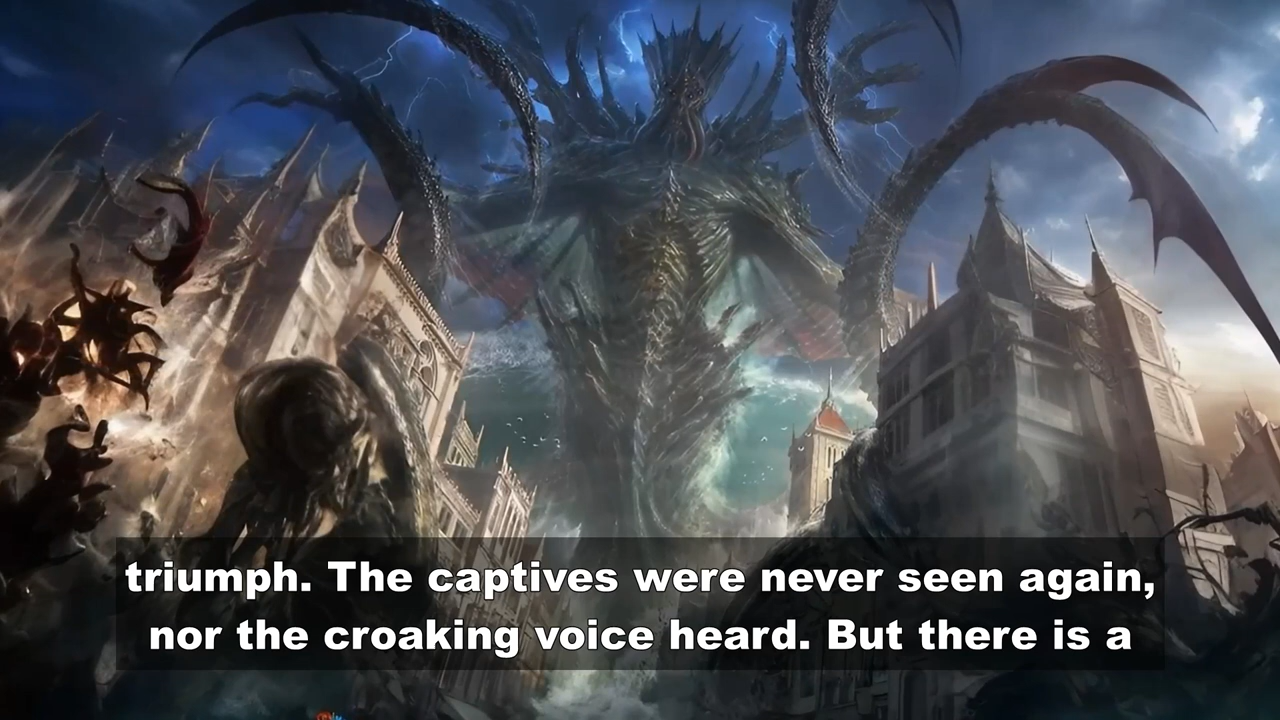 triumph. The captives were never seen again,
nor the croaking voice heard. But there is a